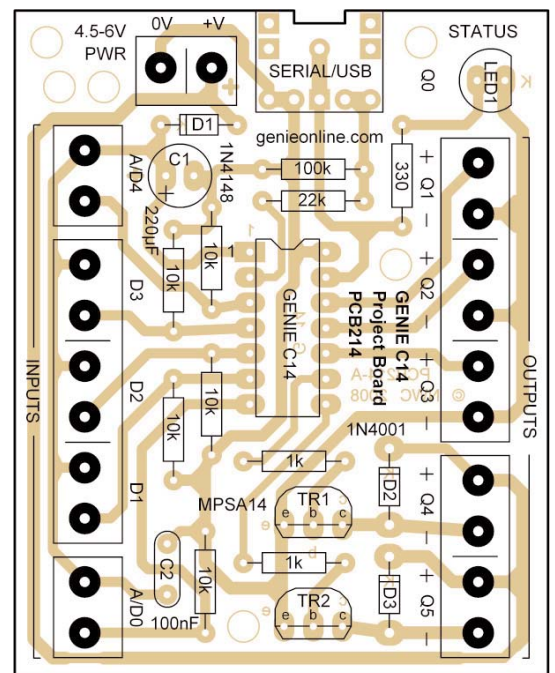 4.5-6V
PWR
0V
+V
+
SERIAL/USB
genieonline.com
STATUS
Q0
LED1
K
D1
C1
+
1N4148
220µF
100k
22k
330
A/D4
10k
10k
1
1
GENIE C14
GENIE C14
Project Board
PCB214
D3
INPUTS
D2
D1
10k
10k
+
Q1
-
+
Q2
-
+
Q3
-
OUTPUTS
1N4001
1k
MPSA14
TR1
e b c
e
b
c
D2
+
Q4
-
1k
TR2
e b c
e
c
D3
+
Q5
-
C2
100nF
10k
A/D0